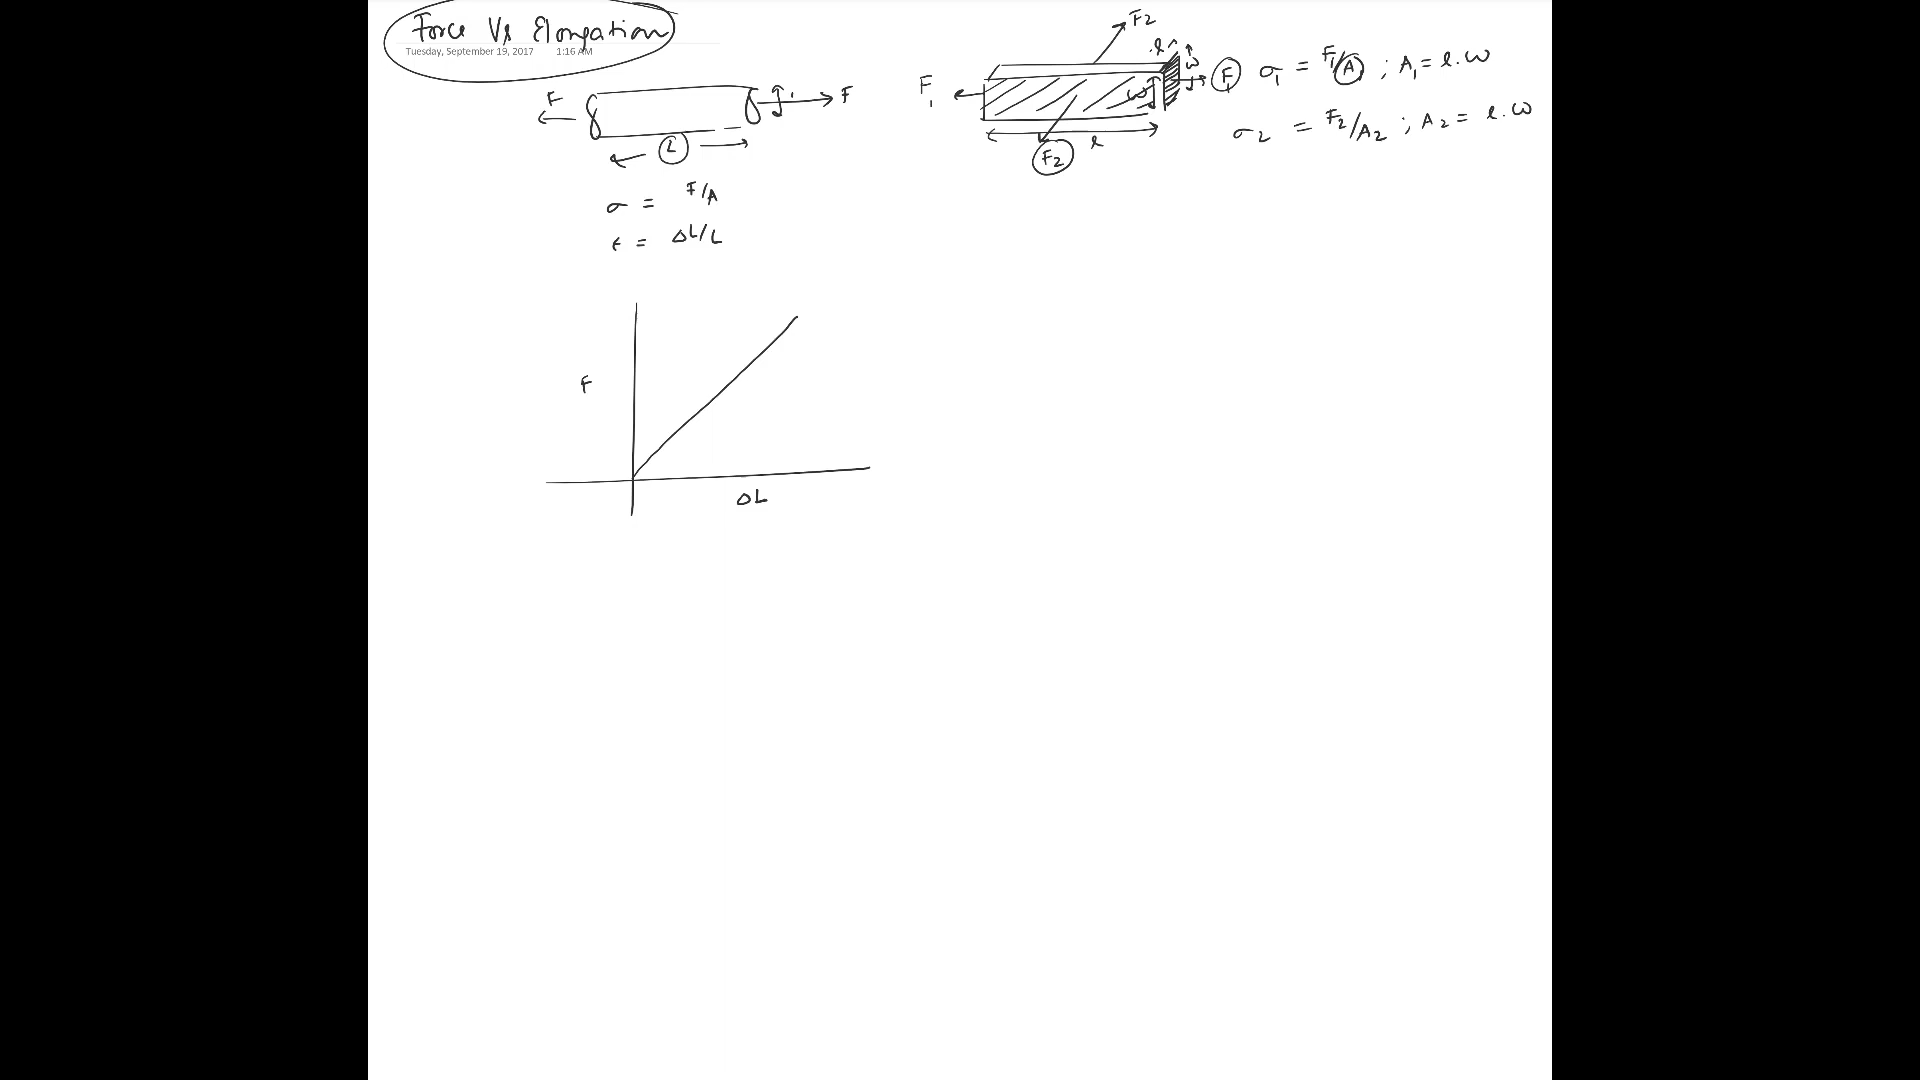 Force Vs Elongation
Tuesday, September 19, 2017 1:16 AM
F
F
L
σ = F/A
ϵ = ΔL/L
F
ΔL
F2
l
w
F1
w
F1
l
F2
σ1 = F1/A ; A1 = l.w
σ2 = F2/A2 ; A2 = l.w